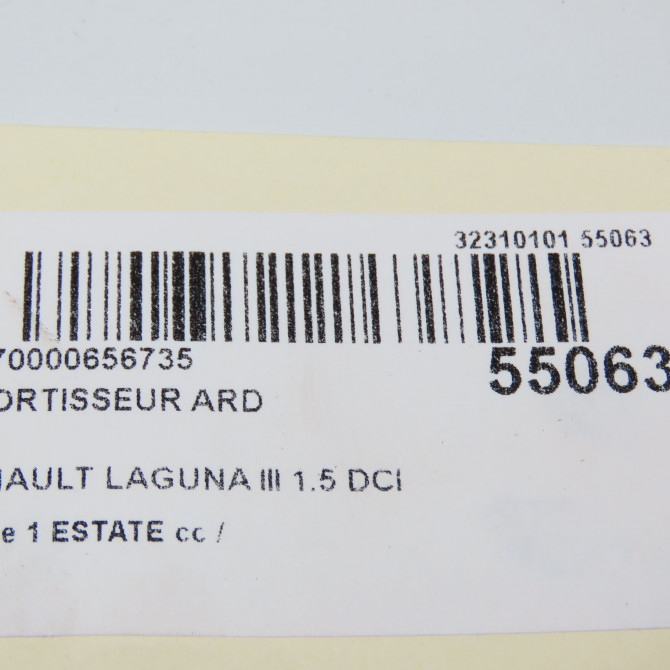 32310101 55063
70000656735
55063
ORTISSEUR ARD
NAULT LAGUNA III 1.5 DCI
e 1 ESTATE cc /